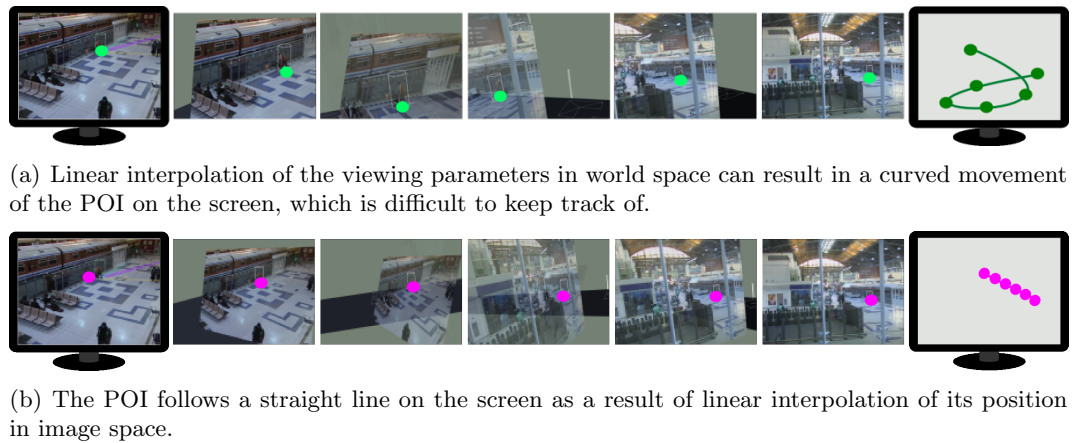 (a) Linear interpolation of the viewing parameters in world space can result in a curved movement
of the POI on the screen, which is difficult to keep track of.
(b) The POI follows a straight line on the screen as a result of linear interpolation of its position
in image space.